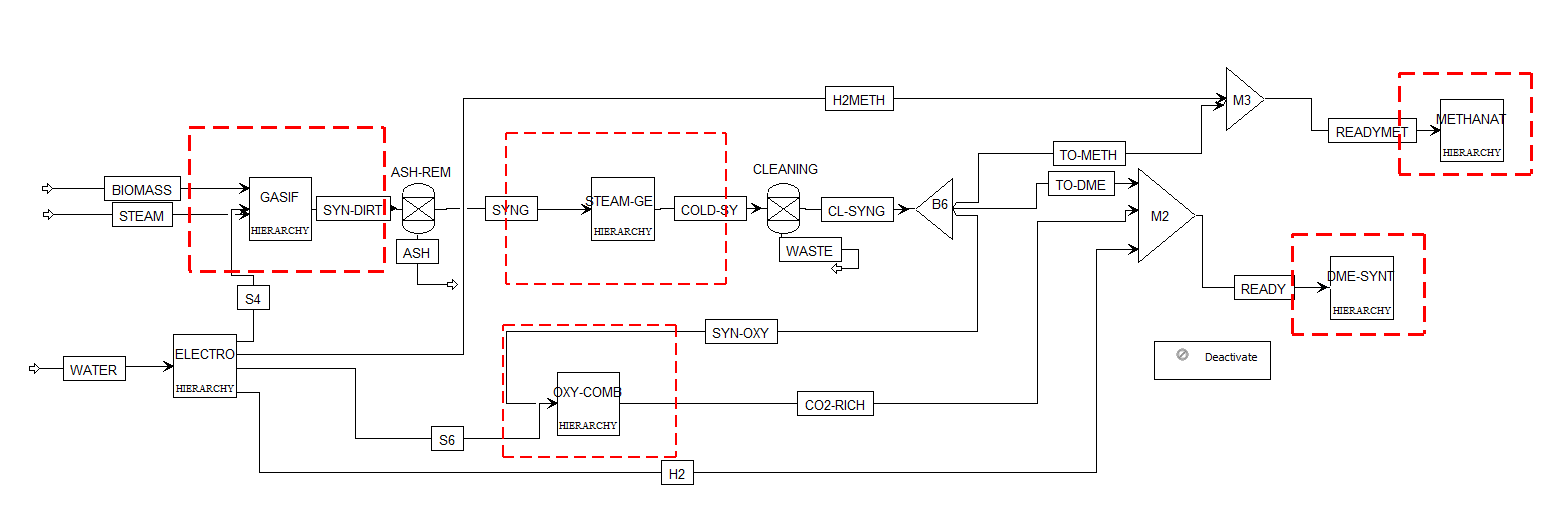 H2METH
M3
METHANAT
READYMET
HIERARCHY
TO-METH
CLEANING
ASH-REM
TO-DME
BIOMASS
GASIF
STEAM-GE
B6
STEAM
SYN-DIRT
SYNG
COLD-SY
CL-SYNG
M2
HIERARCHY
HIERARCHY
ASH
WASTE
DME-SYNT
READY
S4
HIERARCHY
SYN-OXY
ELECTRO
Deactivate
WATER
HIERARCHY
OXY-COMB
CO2-RICH
HIERARCHY
S6
H2